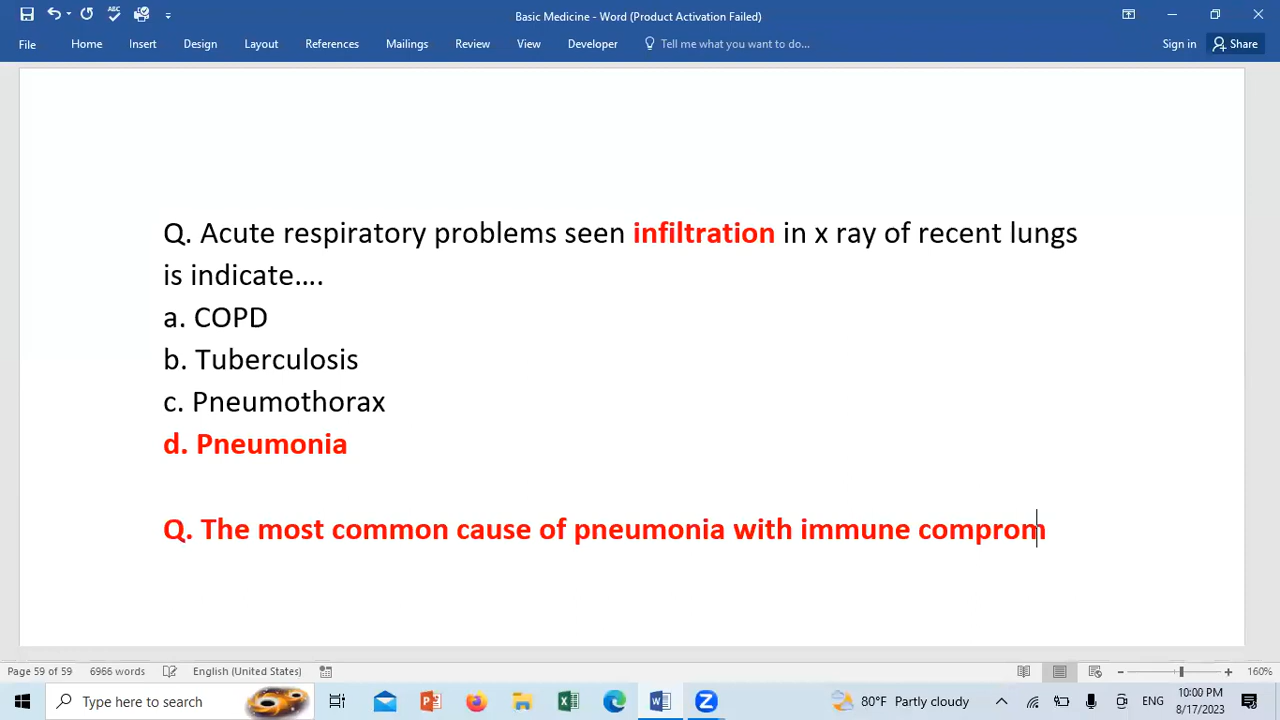 Basic Medicine - Word (Product Activation Failed)
File Home Insert Design Layout References Mailings Review View Developer Tell me what you want to do... Sign in Share
Q. Acute respiratory problems seen infiltration in x ray of recent lungs
is indicate....
a. COPD
b. Tuberculosis
c. Pneumothorax
d. Pneumonia
Q. The most common cause of pneumonia with immune comprom
Page 59 of 59 6966 words English (United States) 160%
Type here to search 80°F Partly cloudy ENG 10:00 PM
8/17/2023